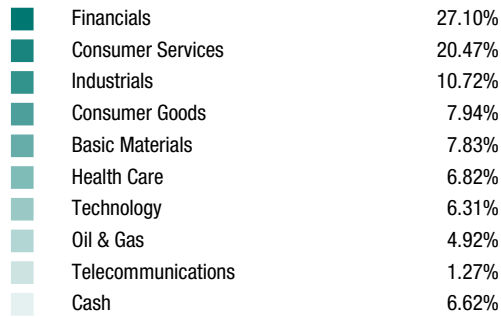 Financials 27.10%
Consumer Services 20.47%
Industrials 10.72%
Consumer Goods 7.94%
Basic Materials 7.83%
Health Care 6.82%
Technology 6.31%
Oil & Gas 4.92%
Telecommunications 1.27%
Cash 6.62%